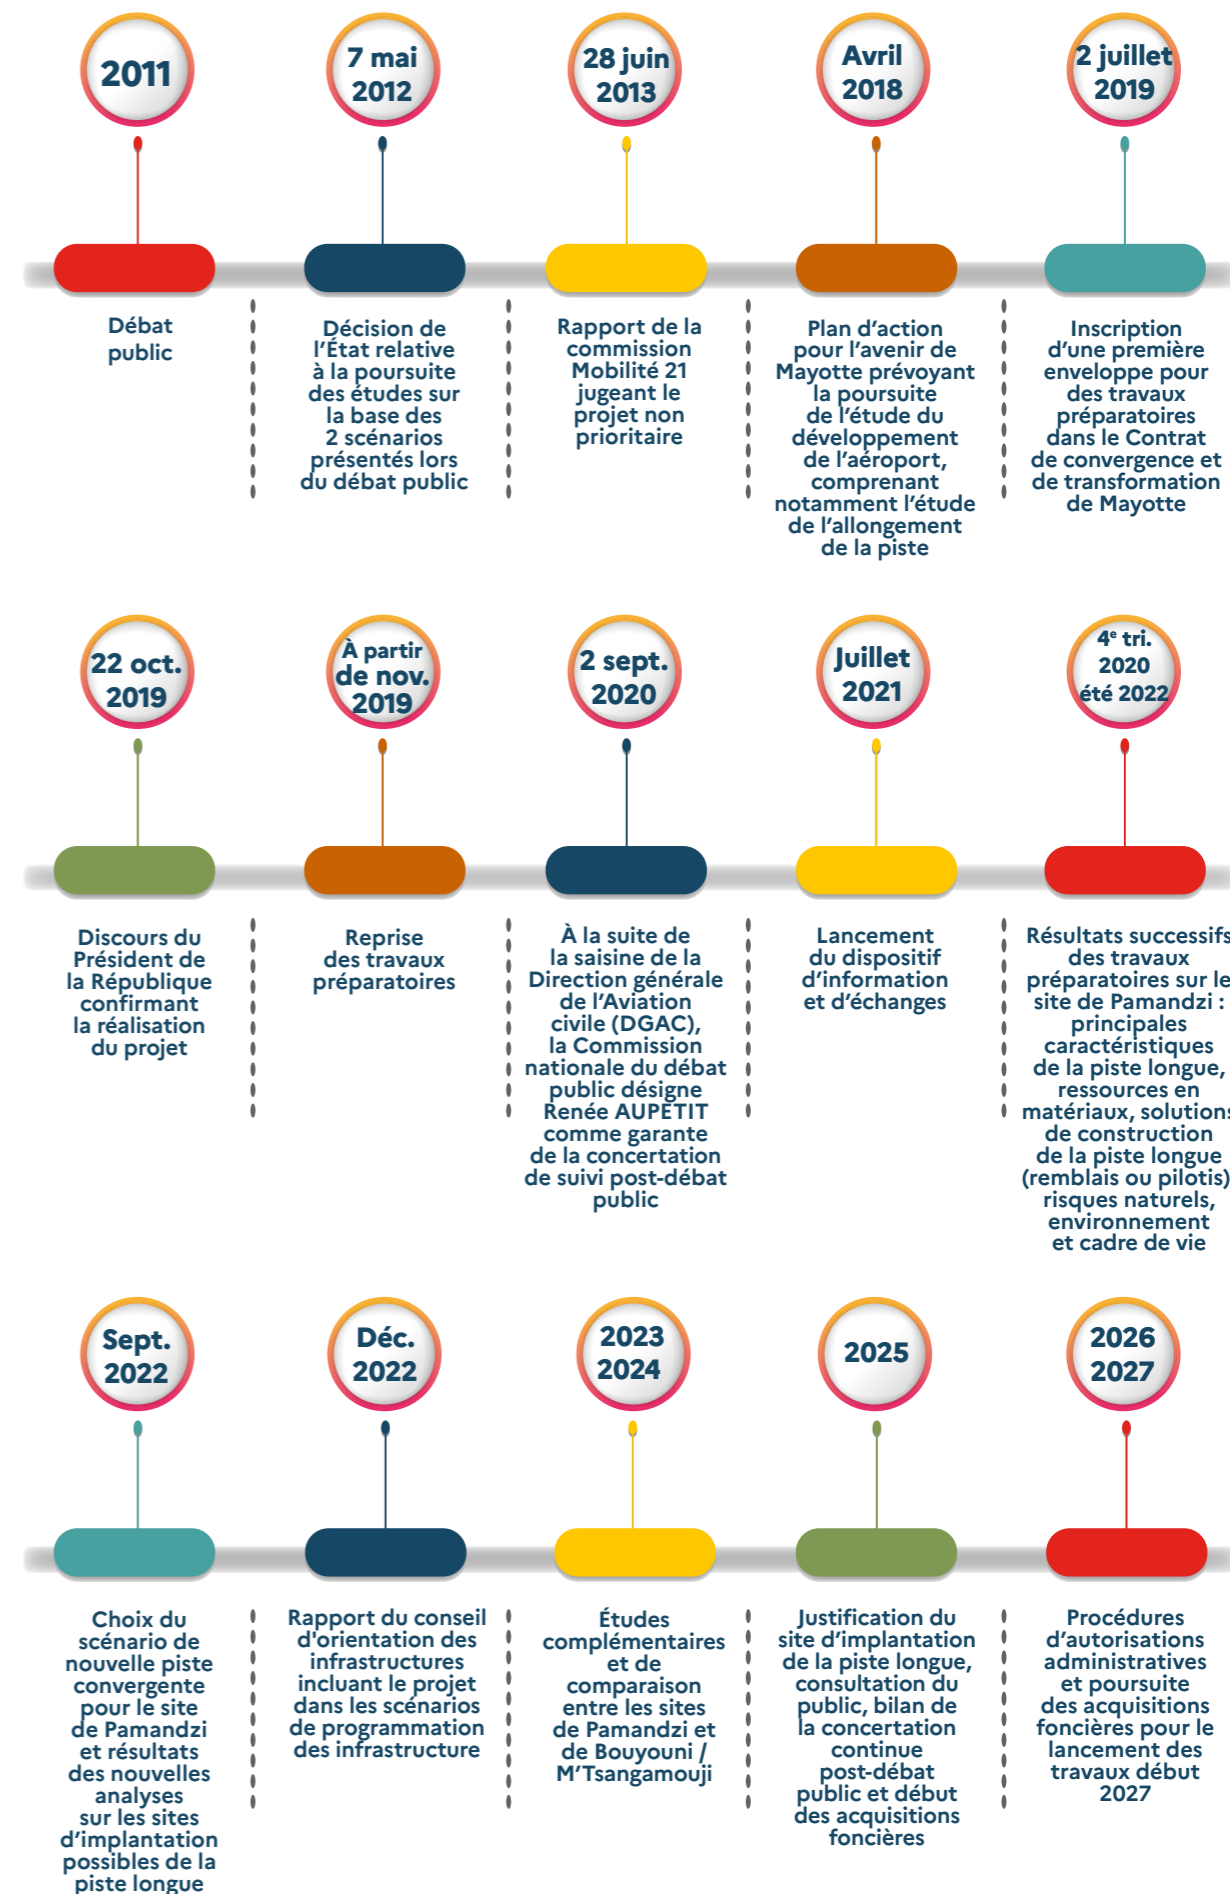 2011
7 mai
2012
28 juin
2013
Avril
2018
2 juillet
2019
Débat
public
Décision de
l'État relative
à la poursuite
des études sur
la base des
2 scénarios
présentés lors
du débat public
Rapport de la
commission
Mobilité 21
jugeant le
projet non
prioritaire
Plan d'action
pour l'avenir de
Mayotte prévoyant
la poursuite
de l'étude du
développement
de l'aéroport,
comprenant
notamment l'étude
de l'allongement
de la piste
Inscription
d'une première
enveloppe pour
des travaux
préparatoires
dans le Contrat
de convergence et
de transformation
de Mayotte
22 oct.
2019
À partir
de nov.
2019
2 sept.
2020
Juillet
2021
4e tri.
2020
été 2022
Discours du
Président de
la République
confirmant
la réalisation
du projet
Reprise
des travaux
préparatoires
À la suite de
la saisine de la
Direction générale
de l'Aviation
civile (DGAC),
la Commission
nationale du débat
public désigne
Renée AUPETIT
comme garante
de la concertation
de suivi post-débat
public
Lancement
du dispositif
d'information
et d'échanges
Résultats successifs
des travaux
préparatoires sur le
site de Pamandzi :
principales
caractéristiques
de la piste longue,
ressources en
matériaux, solutions
de construction
de la piste longue
(remblais ou pilotis)
risques naturels,
environnement
et cadre de vie
Sept.
2022
Déc.
2022
2023
2024
2025
2026
2027
Choix du
scénario de
nouvelle piste
convergente
pour le site
de Pamandzi
et résultats
des nouvelles
analyses
sur les sites
d'implantation
possibles de la
piste longue
Rapport du conseil
d'orientation des
infrastructures
incluant le projet
dans les scénarios
de programmation
des infrastructure
Études
complémentaires
et de
comparaison
entre les sites
de Pamandzi et
de Bouyouni /
M'Tsangamouji
Justification du
site d'implantation
de la piste longue,
consultation du
public, bilan de
la concertation
continue
post-débat
public et début
des acquisitions
foncières
Procédures
d'autorisations
administratives
et poursuite
des acquisitions
foncières pour le
lancement des
travaux début
2027